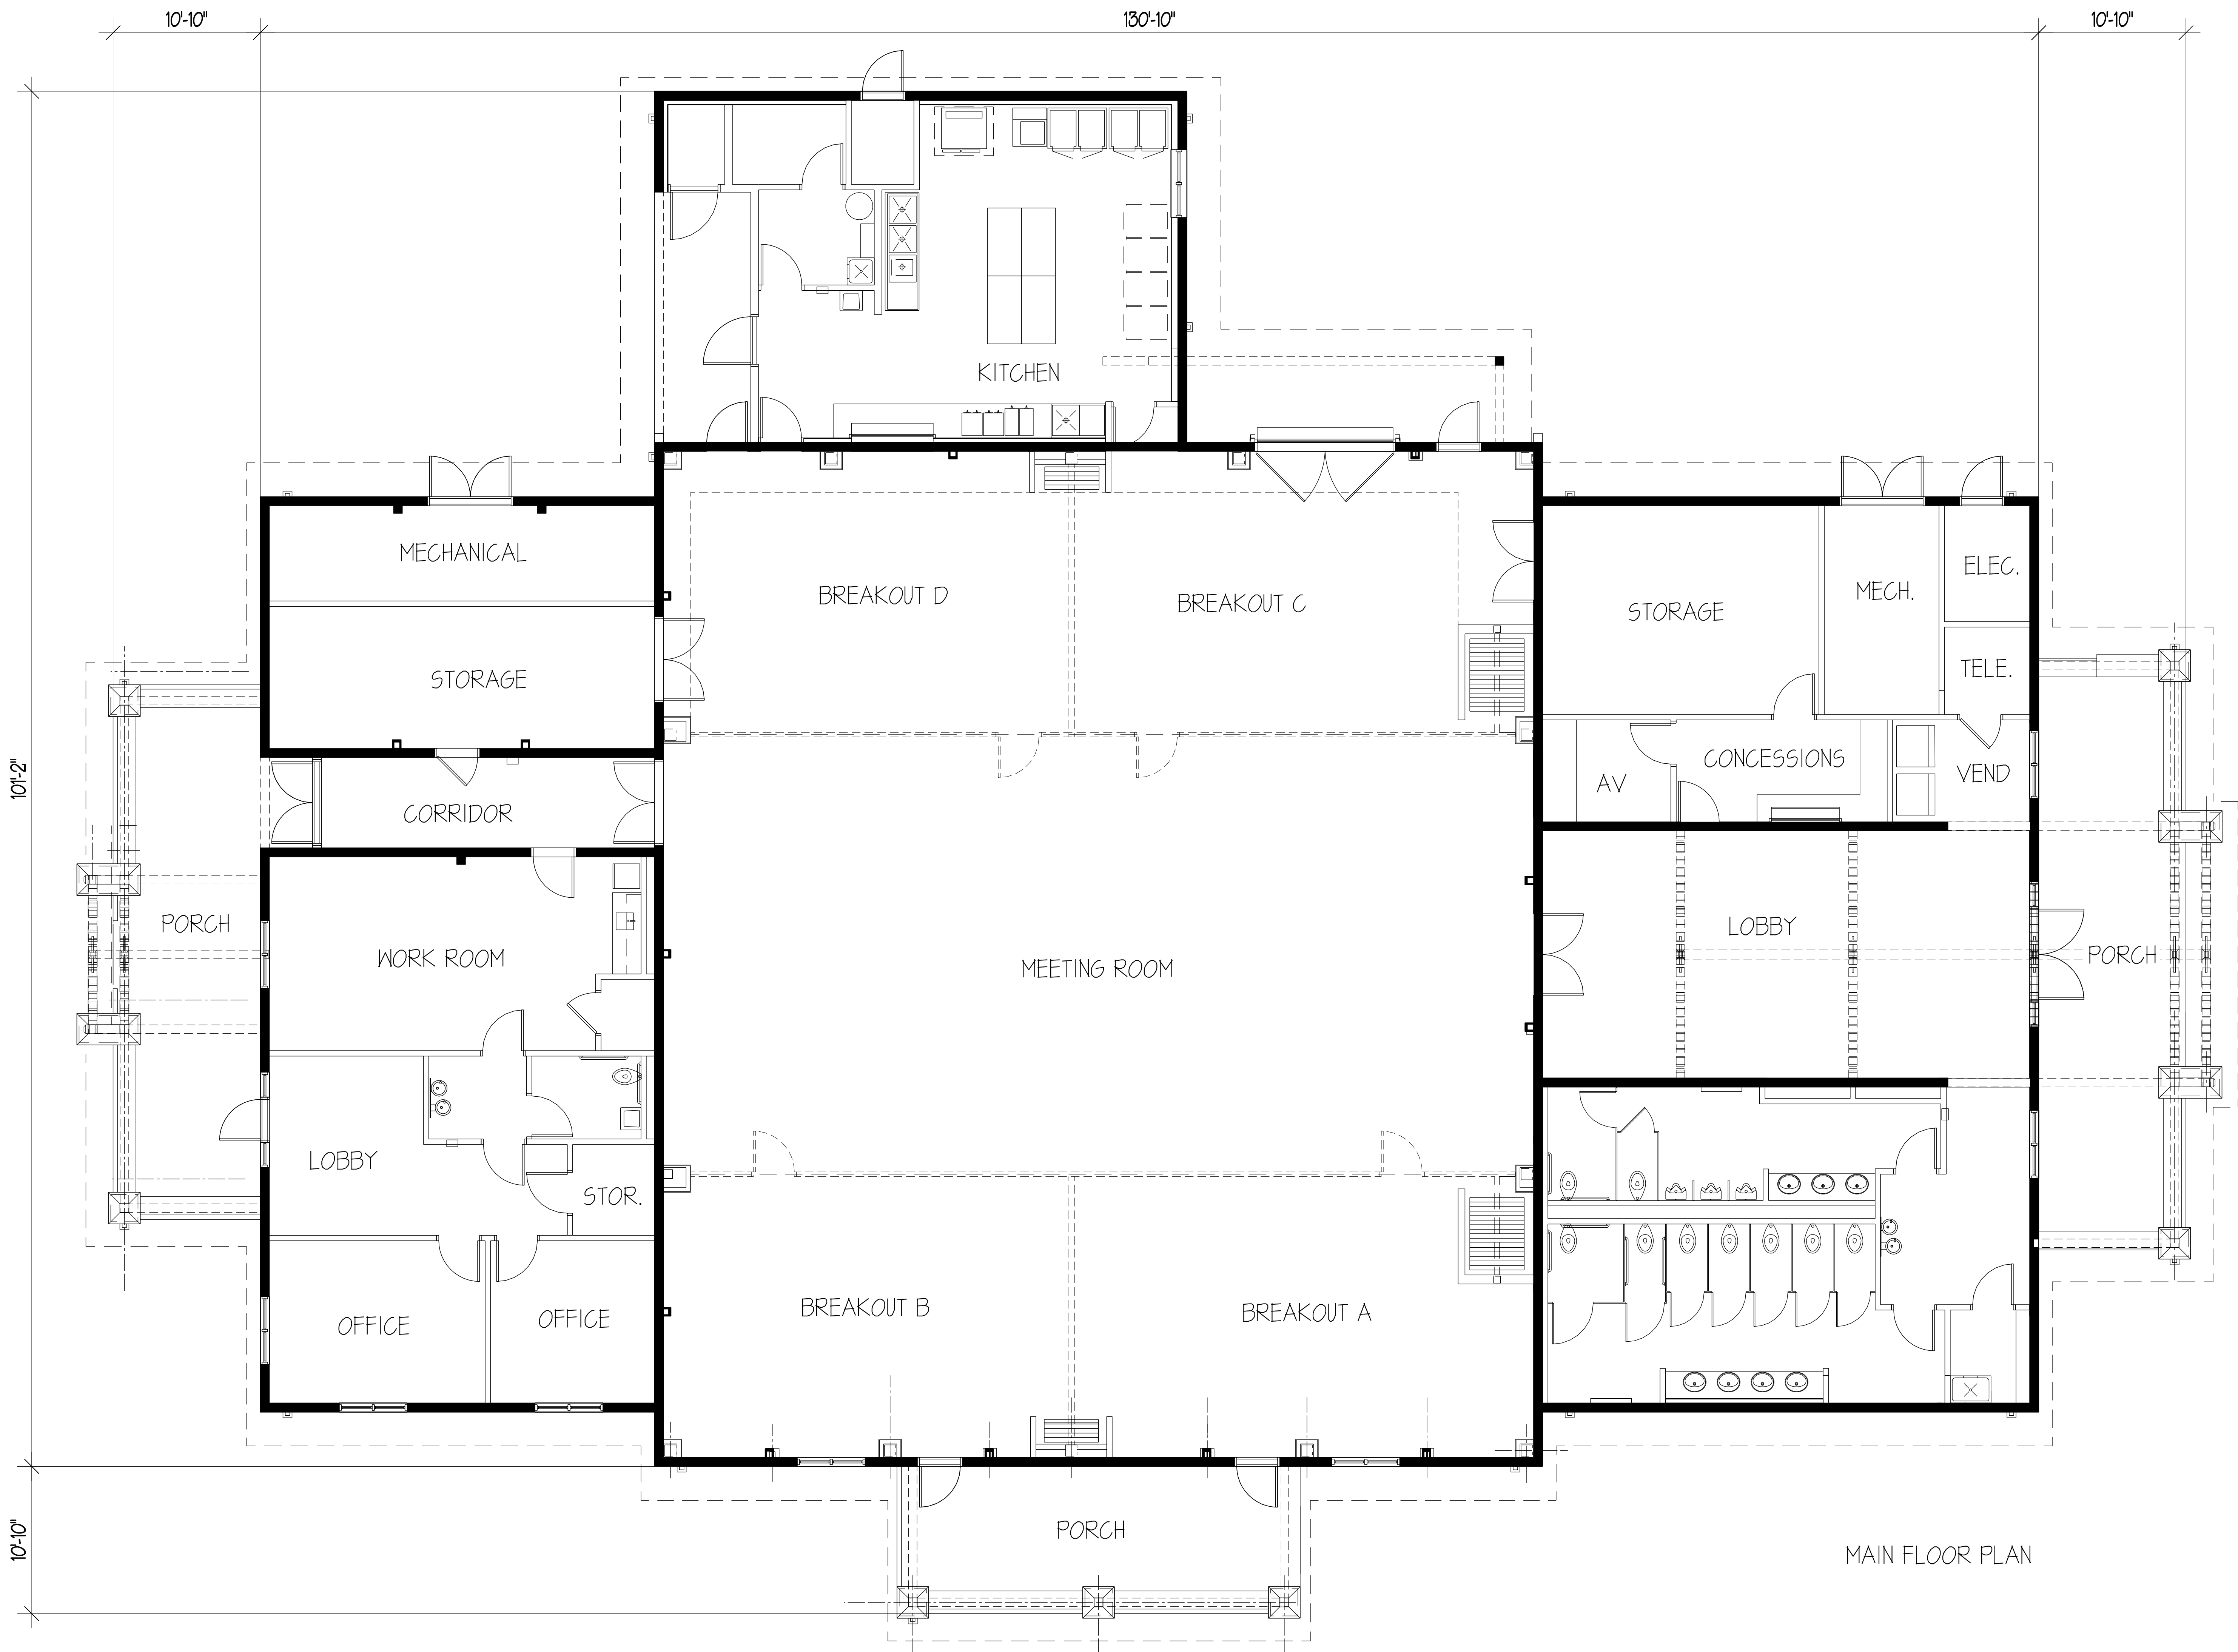 10'-10"
130'-10"
10'-10"
KITCHEN
MECHANICAL
ELEC.
MECH.
BREAKOUT D
BREAKOUT C
STORAGE
TELE.
STORAGE
CONCESSIONS
VEND
AV
101'-2"
CORRIDOR
PORCH
LOBBY
WORK ROOM
PORCH
MEETING ROOM
LOBBY
STOR.
BREAKOUT B
BREAKOUT A
OFFICE
OFFICE
PORCH
10'-10"
MAIN FLOOR PLAN